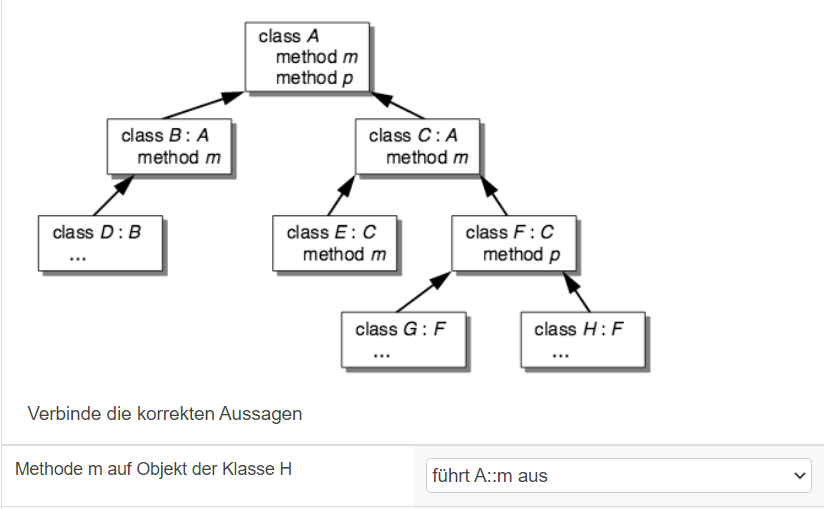 class A
method m
method p
class B : A
method m
class C : A
method m
class D : B
...
class E : C
method m
class F : C
method p
class G : F
...
class H : F
...
Verbinde die korrekten Aussagen
Methode m auf Objekt der Klasse H
führt A::m aus